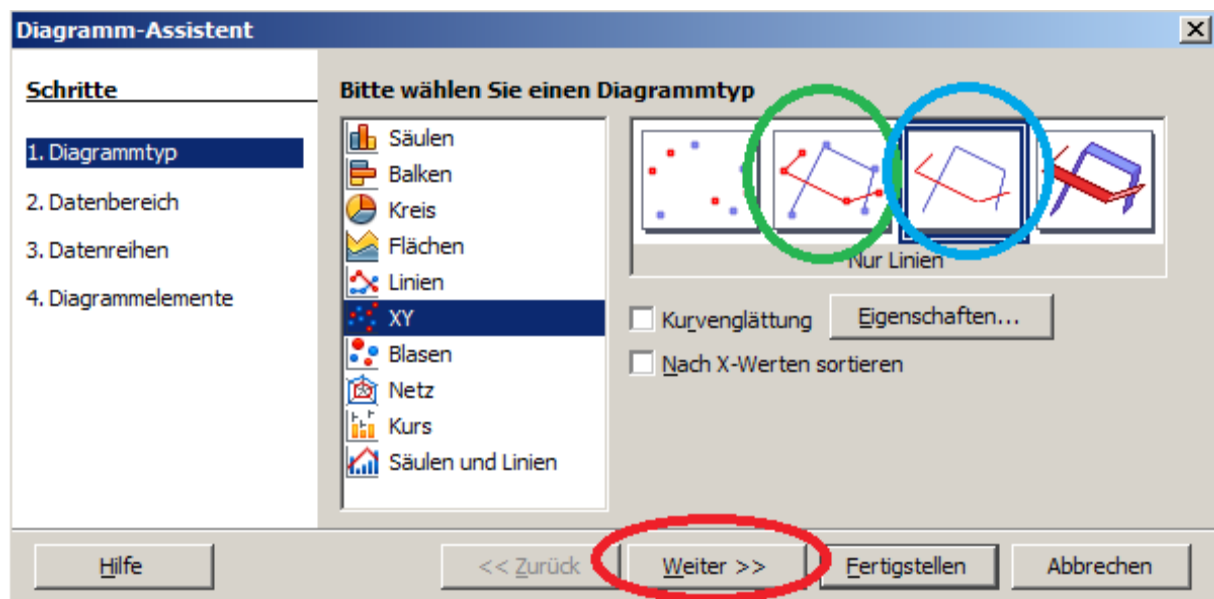 Diagramm-Assistent
Schritte
1. Diagrammtyp
2. Datenbereich
3. Datenreihen
4. Diagrammelemente
Bitte wählen Sie einen Diagrammtyp
Säulen
Balken
Kreis
Flächen
Linien
XY
Blasen
Netz
Kurs
Säulen und Linien
Nur Linien
Kurvenglättung
Eigenschaften...
Nach X-Werten sortieren
Hilfe
<< Zurück
Weiter >>
Fertigstellen
Abbrechen